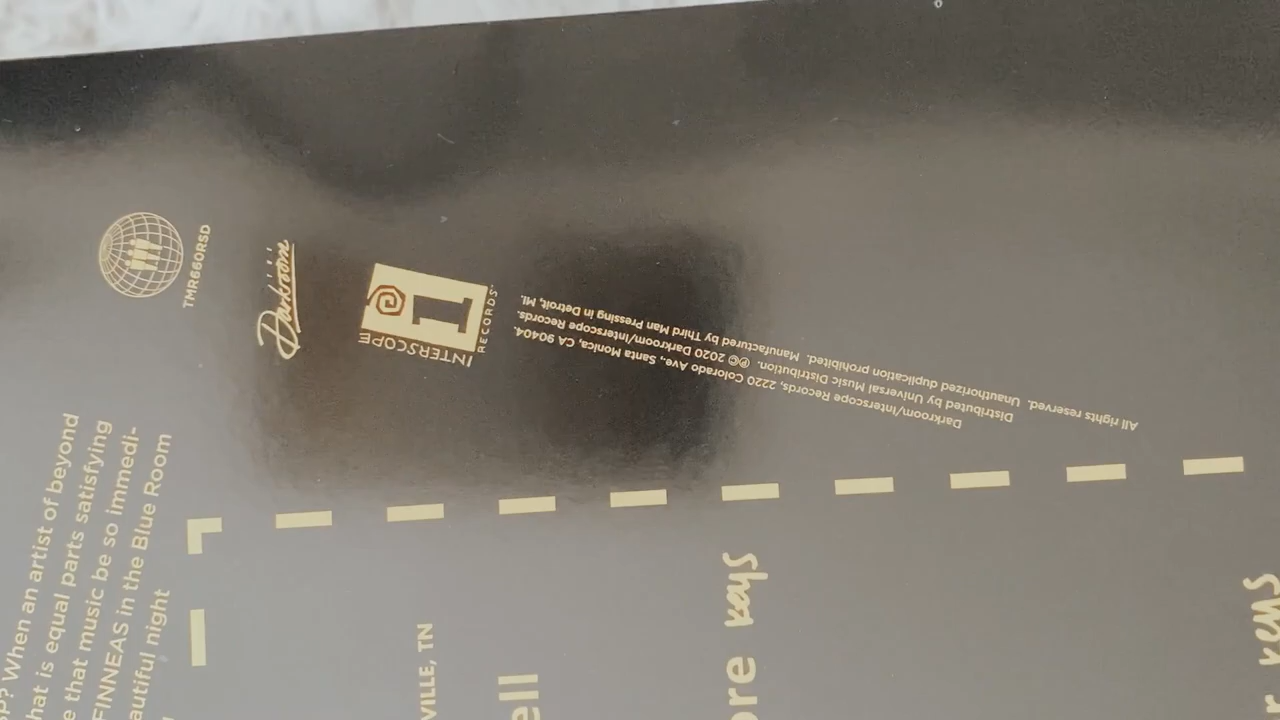 TMR660RSD
Darkroom
INTERSCOPE
RECORDS
Darkroom/Interscope Records, 2220 Colorado Ave., Santa Monica, CA 90404.
Distributed by Universal Music Distribution. ℗© 2020 Darkroom/Interscope Records.
All rights reserved. Unauthorized duplication prohibited. Manufactured by Third Man Pressing in Detroit, MI.
? When an artist of beyond
hat is equal parts satisfying
e that music be so immedi-
FINNEAS in the Blue Room
autiful night
VILLE, TN
ell
ore keys
r keys